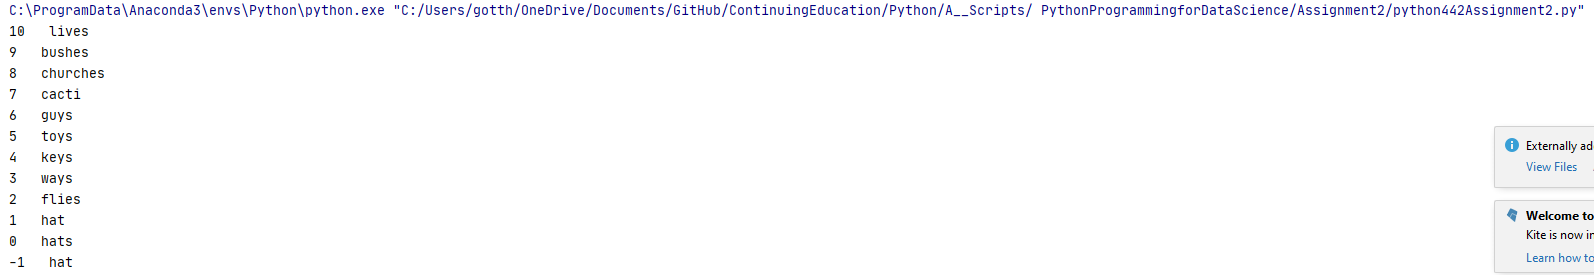 C:\ProgramData\Anaconda3\envs\Python\python.exe "C:/Users/gotth/OneDrive/Documents/GitHub/ContinuingEducation/Python/A__Scripts/ PythonProgrammingforDataScience/Assignment2/python442Assignment2.py"
10   lives
9   bushes
8   churches
7   cacti
6   guys
5   toys
4   keys
3   ways
2   flies
1   hat
0   hats
-1   hat
Externally ad
View Files
Welcome to
Kite is now in
Learn how to